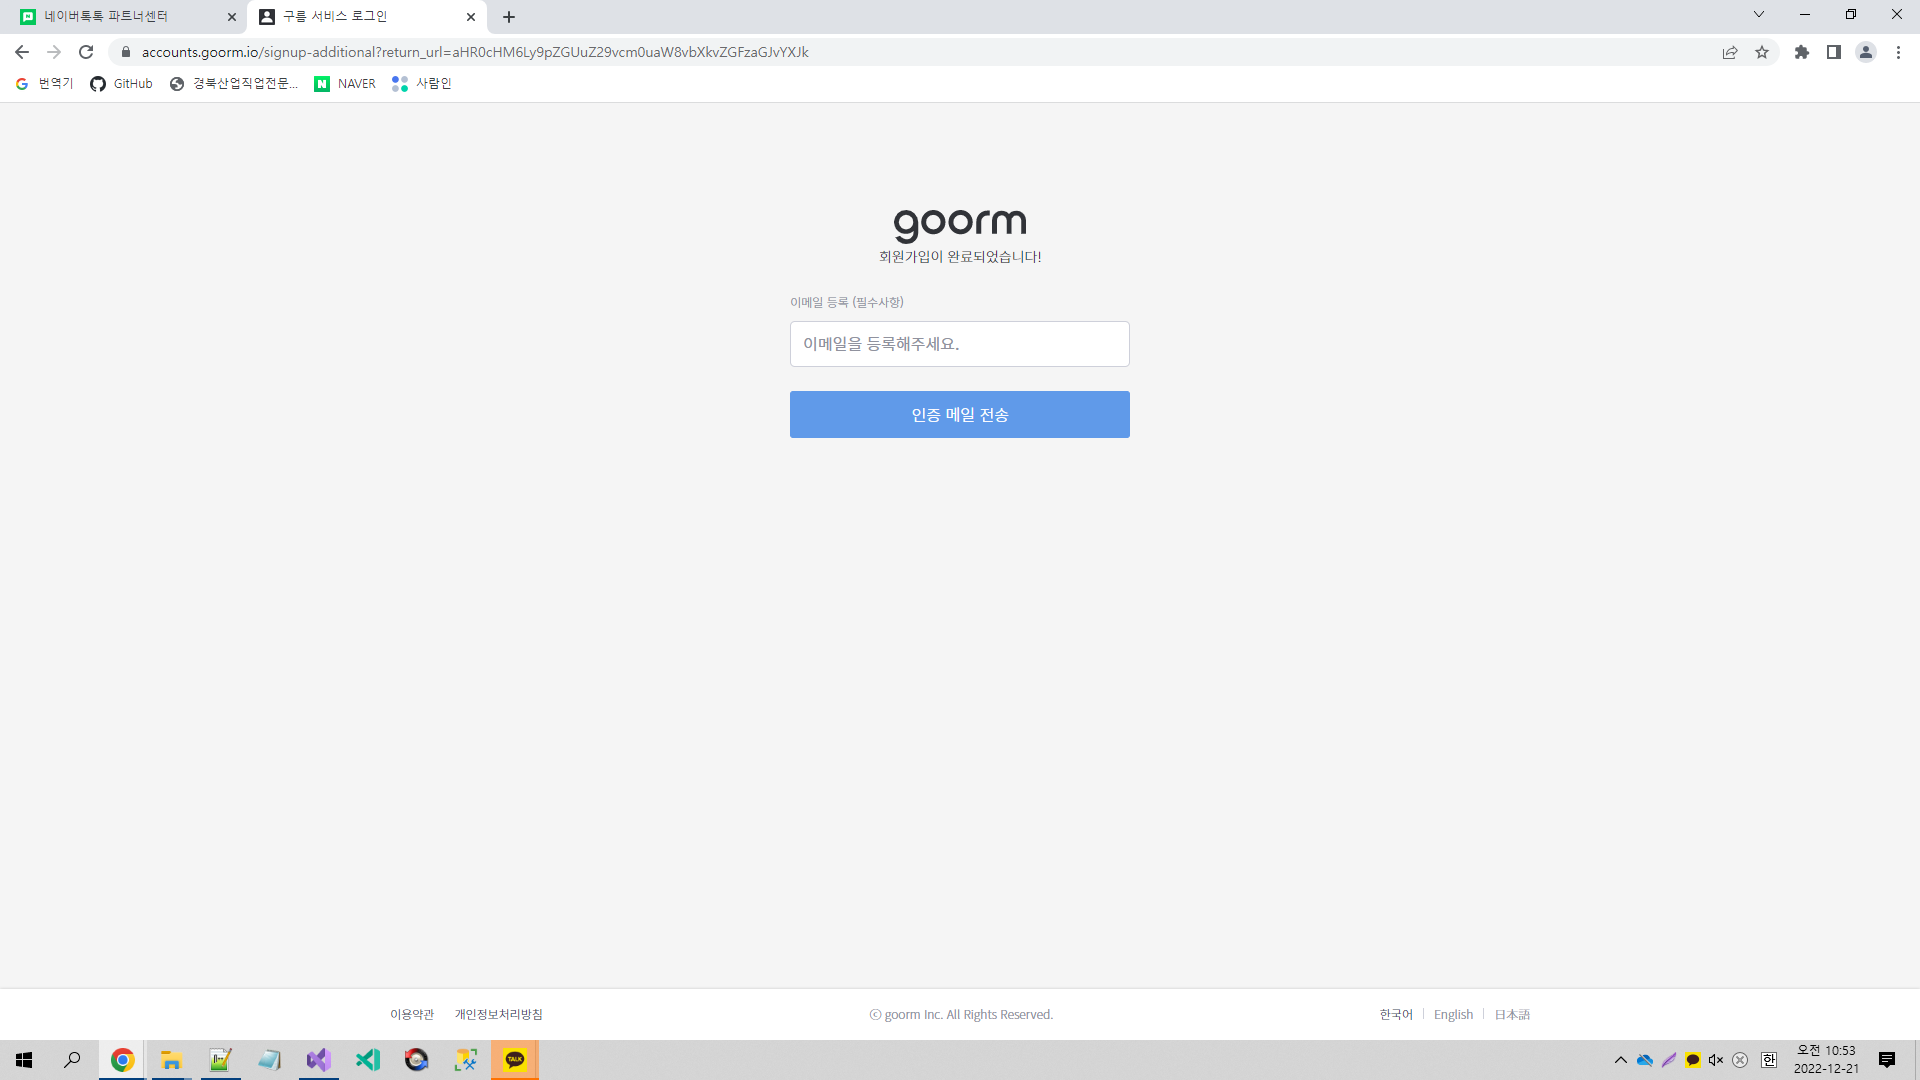 네이버톡톡 파트너센터
구름 서비스 로그인
accounts.goorm.io/signup-additional?return_url=aHR0cHM6Ly9pZGUuZ29vcm0uaW8vbXkvZGFzaGJvYXJk
번역기
GitHub
경북산업직업전문...
NAVER
사람인
goorm
회원가입이 완료되었습니다!
이메일 등록 (필수사항)
이메일을 등록해주세요.
인증 메일 전송
이용약관
개인정보처리방침
ⓒ goorm Inc. All Rights Reserved.
한국어
English
日本語
TALK
한
오전 10:53
2022-12-21